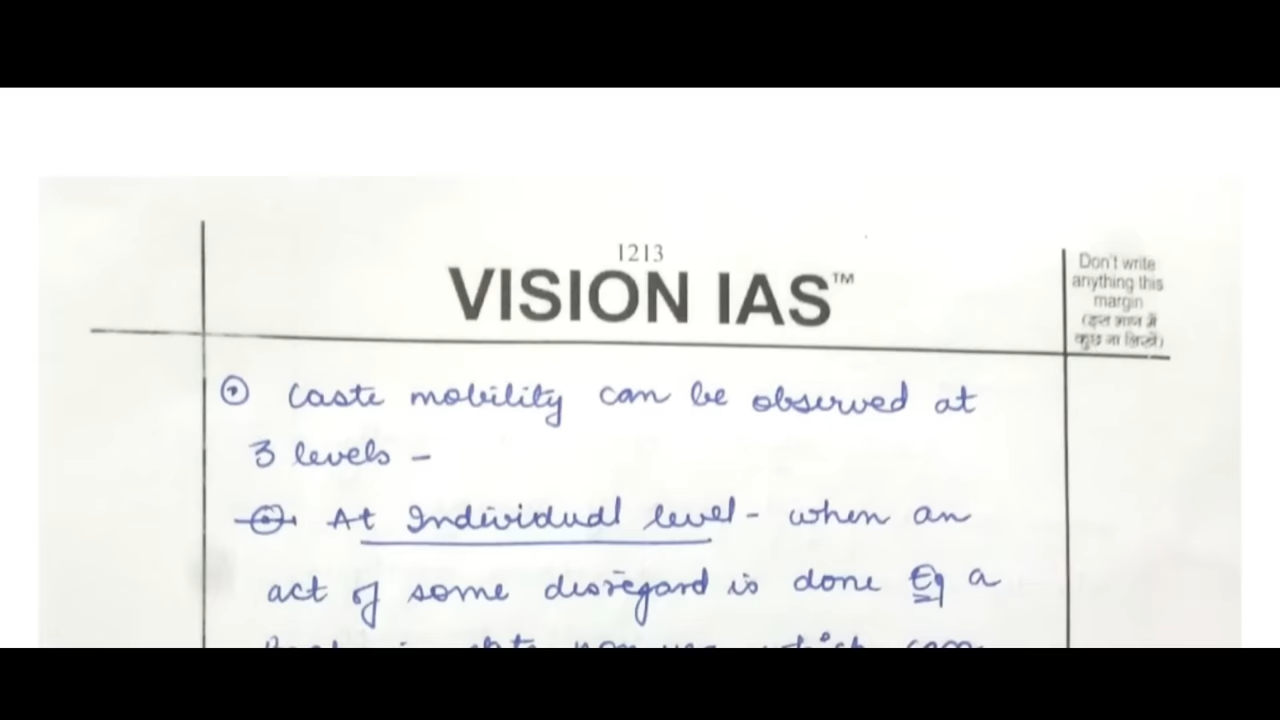 1213
VISION IAS™
Don't write
anything this
margin
(इस भाग में
कुछ ना लिखें)
Caste mobility can be observed at
3 levels -
At Individual level - when an
act of some disregard is done Eg a